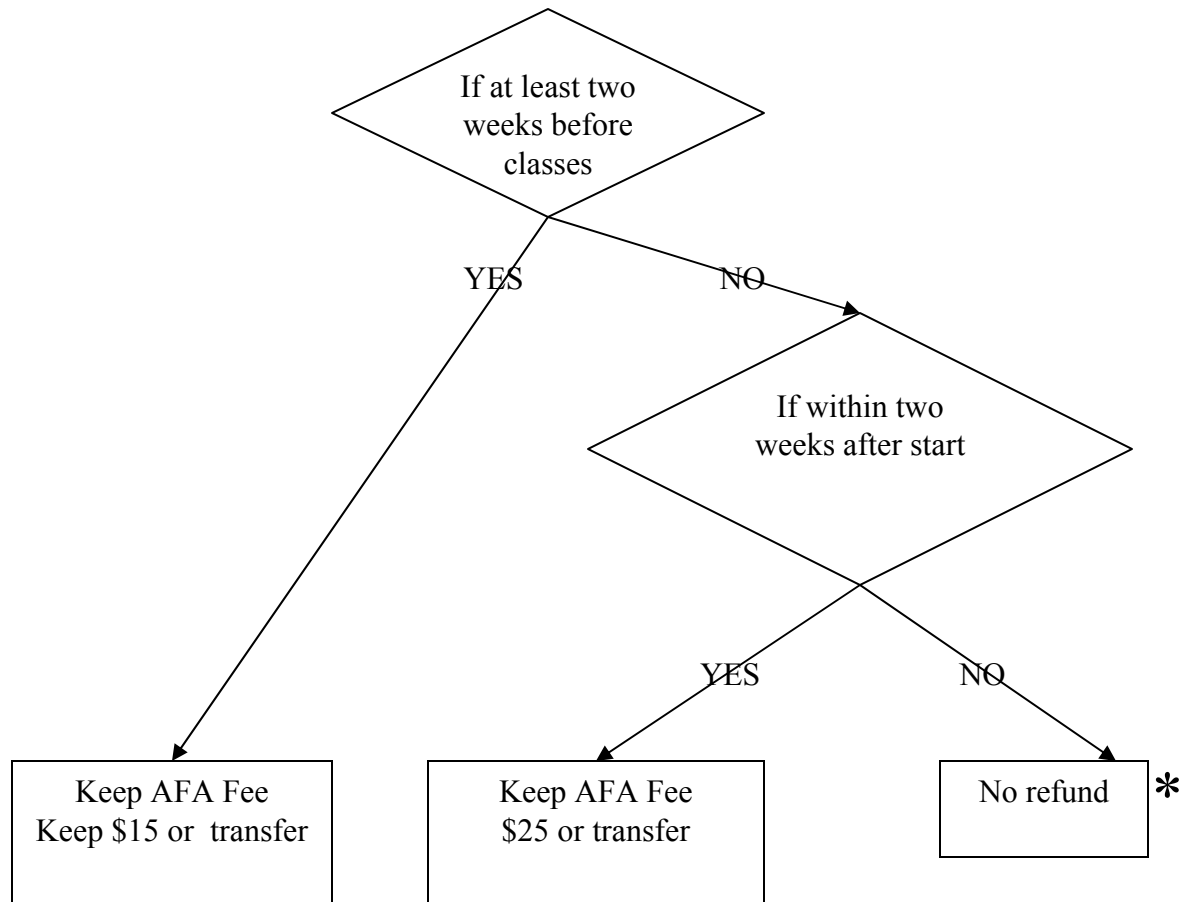 If at least two
weeks before
classes
YES
NO
If within two
weeks after start
YES
NO
Keep AFA Fee
Keep $15 or transfer
Keep AFA Fee
$25 or transfer
No refund
*